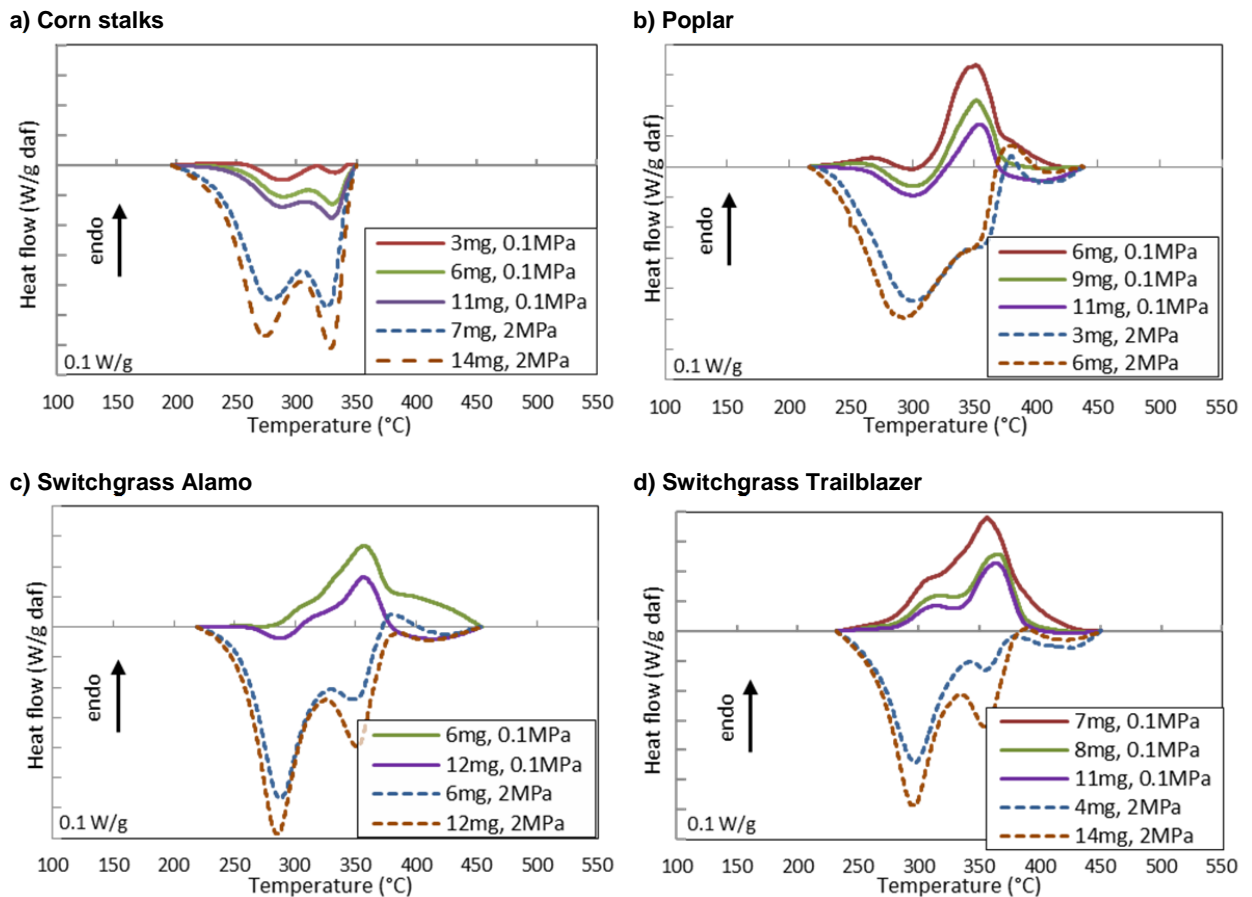 a) Corn stalks
Heat flow (W/g daf)
endo
3mg, 0.1MPa
6mg, 0.1MPa
11mg, 0.1MPa
7mg, 2MPa
14mg, 2MPa
0.1 W/g
100 150 200 250 300 350 400 450 500 550
Temperature (°C)
b) Poplar
Heat flow (W/g daf)
endo
6mg, 0.1MPa
9mg, 0.1MPa
11mg, 0.1MPa
3mg, 2MPa
6mg, 2MPa
0.1 W/g
100 150 200 250 300 350 400 450 500 550
Temperature (°C)
c) Switchgrass Alamo
Heat flow (W/g daf)
endo
6mg, 0.1MPa
12mg, 0.1MPa
6mg, 2MPa
12mg, 2MPa
0.1 W/g
100 150 200 250 300 350 400 450 500 550
Temperature (°C)
d) Switchgrass Trailblazer
Heat flow (W/g daf)
endo
7mg, 0.1MPa
8mg, 0.1MPa
11mg, 0.1MPa
4mg, 2MPa
14mg, 2MPa
0.1 W/g
100 150 200 250 300 350 400 450 500 550
Temperature (°C)